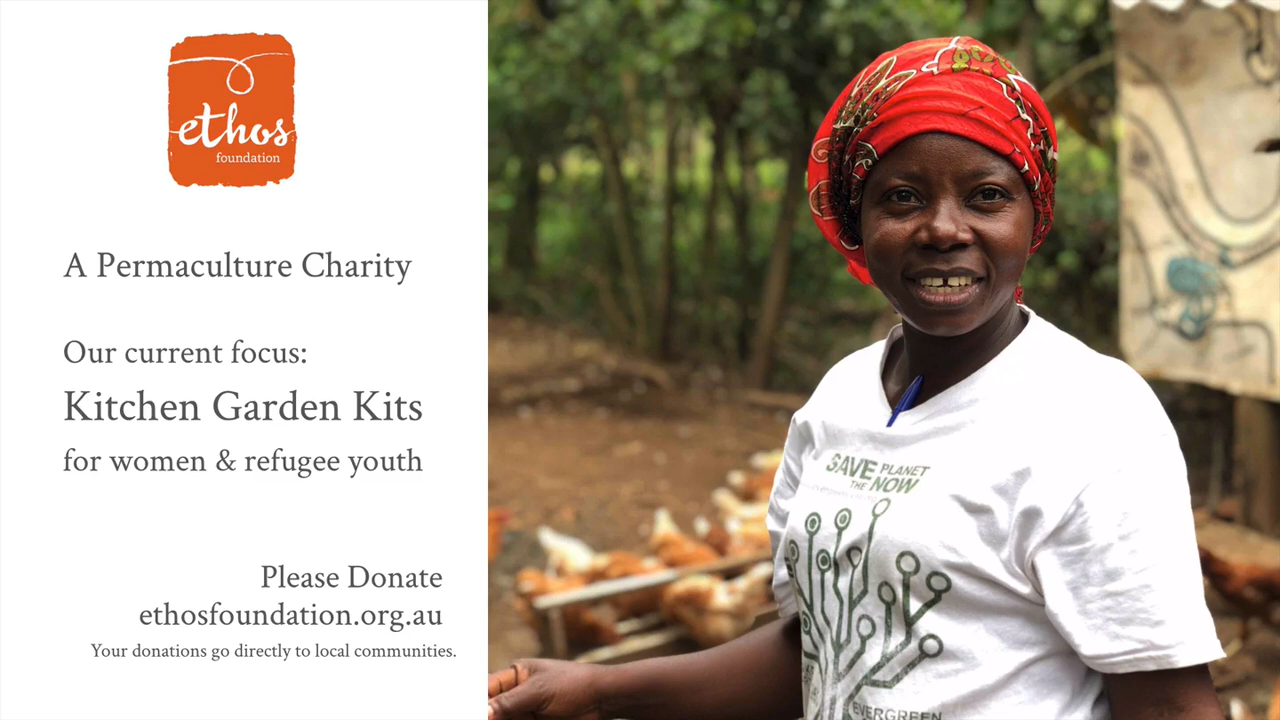 ethos
foundation
A Permaculture Charity
Our current focus:
Kitchen Garden Kits
for women & refugee youth
Please Donate
ethosfoundation.org.au
Your donations go directly to local communities.
SAVE PLANET
THE NOW
EVERGREEN